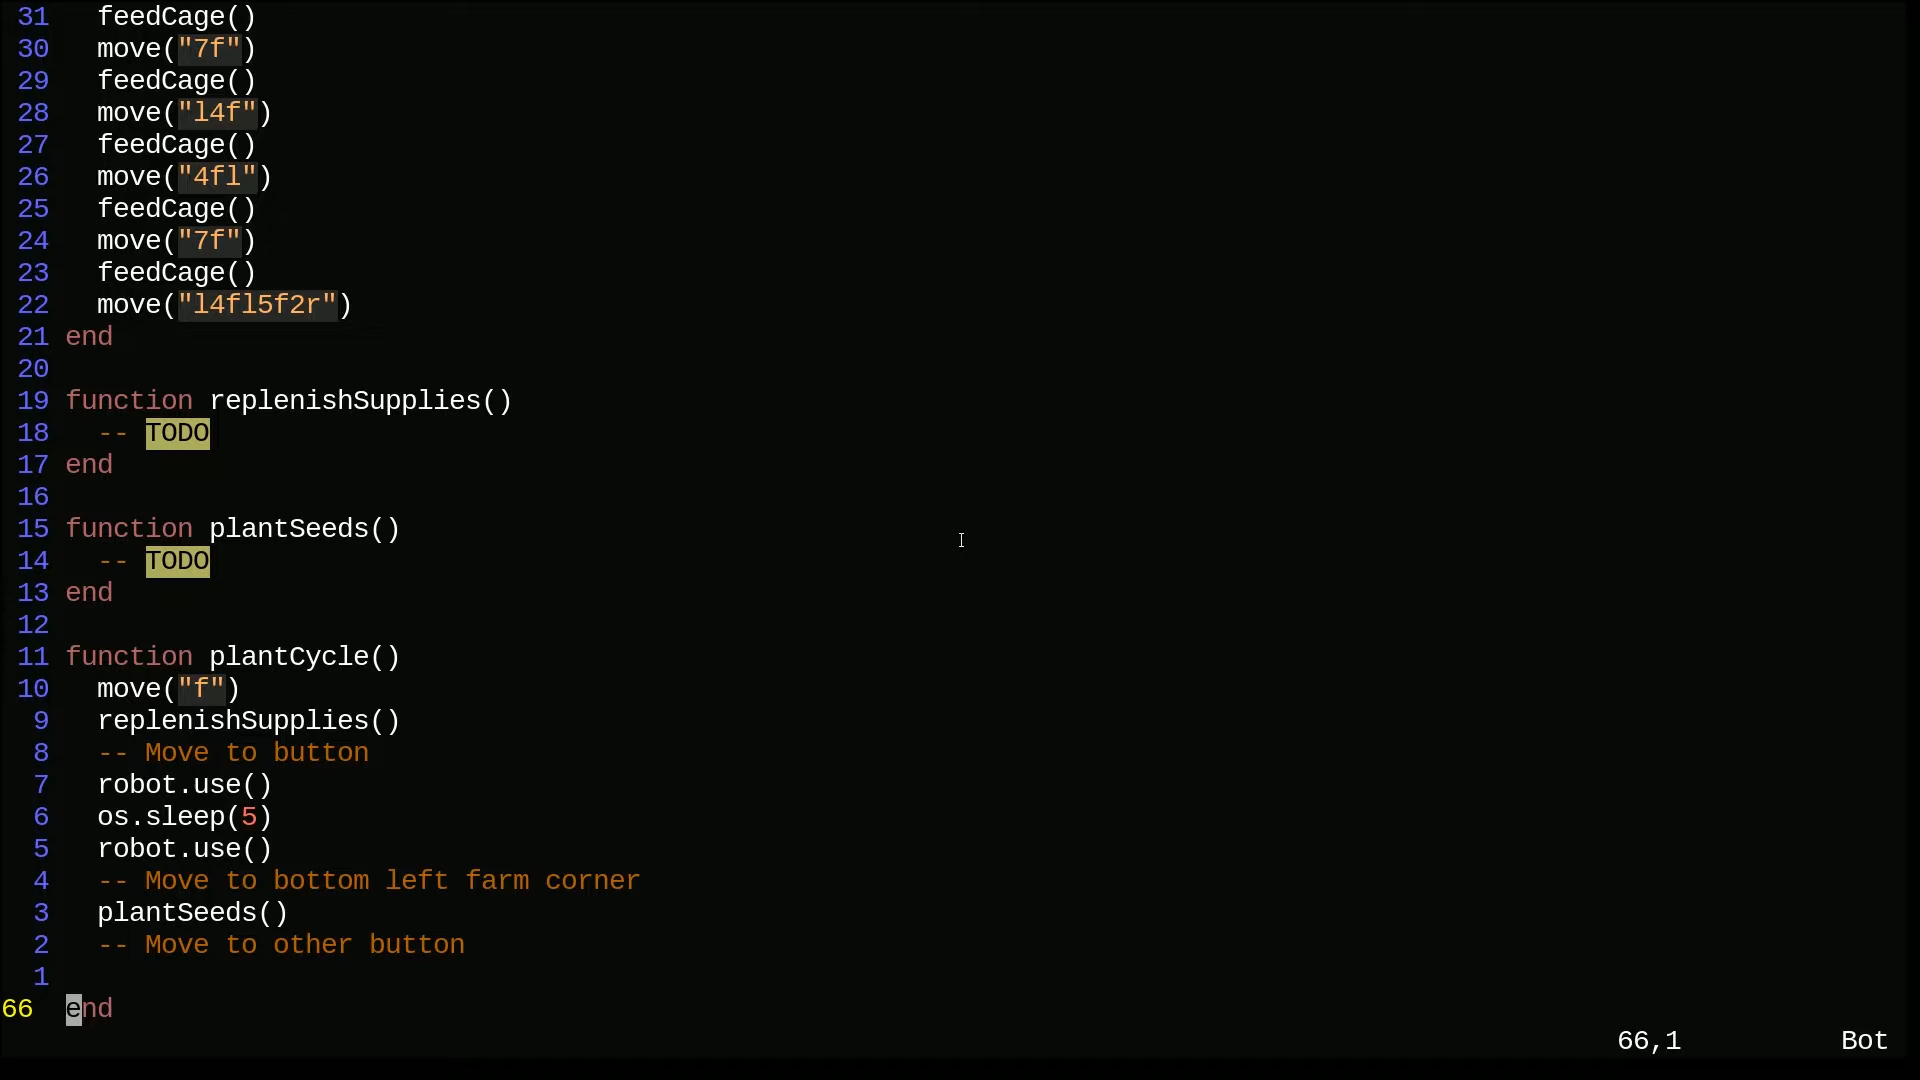 31 feedCage()
30 move("7f")
29 feedCage()
28 move("l4f")
27 feedCage()
26 move("4fl")
25 feedCage()
24 move("7f")
23 feedCage()
22 move("l4fl5f2r")
21 end
20
19 function replenishSupplies()
18 -- TODO
17 end
16
15 function plantSeeds()
14 -- TODO
13 end
12
11 function plantCycle()
10 move("f")
9 replenishSupplies()
8 -- Move to button
7 robot.use()
6 os.sleep(5)
5 robot.use()
4 -- Move to bottom left farm corner
3 plantSeeds()
2 -- Move to other button
1
66 end
66,1 Bot